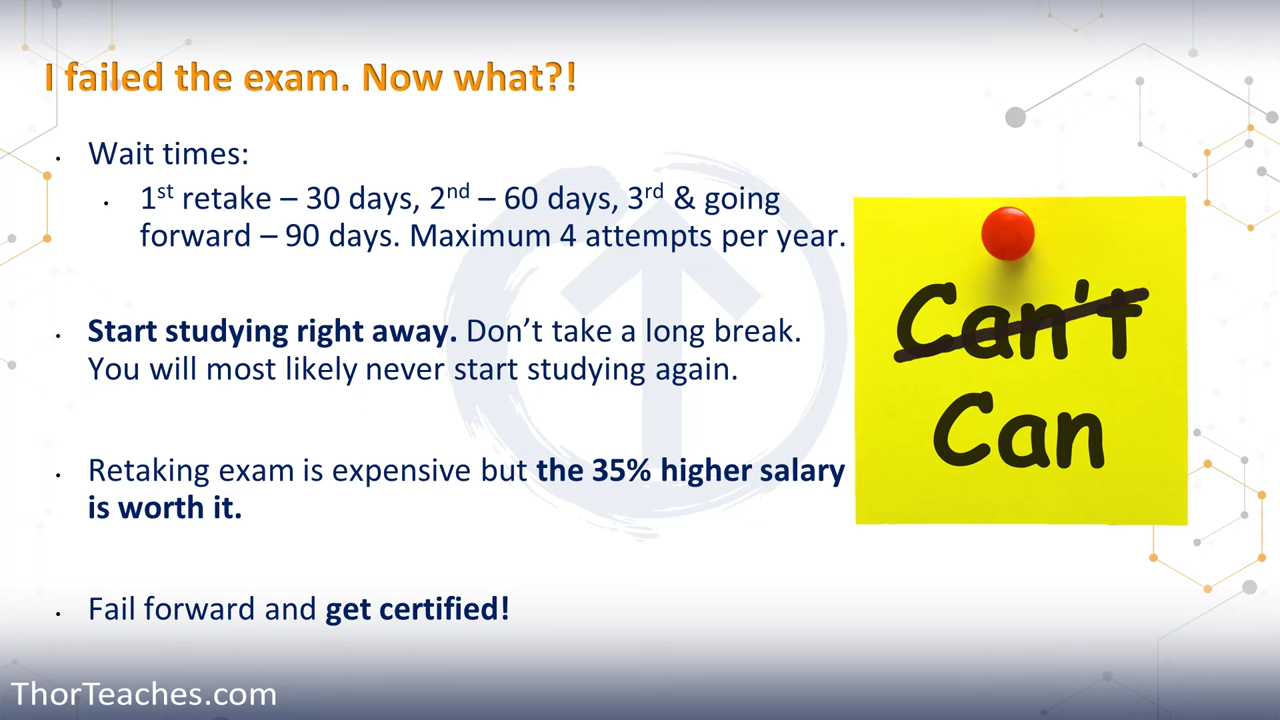 I failed the exam. Now what?!
• Wait times:
• 1st retake – 30 days, 2nd – 60 days, 3rd & going
forward – 90 days. Maximum 4 attempts per year.
• Start studying right away. Don’t take a long break.
You will most likely never start studying again.
• Retaking exam is expensive but the 35% higher salary
is worth it.
• Fail forward and get certified!
Can't
Can
ThorTeaches.com